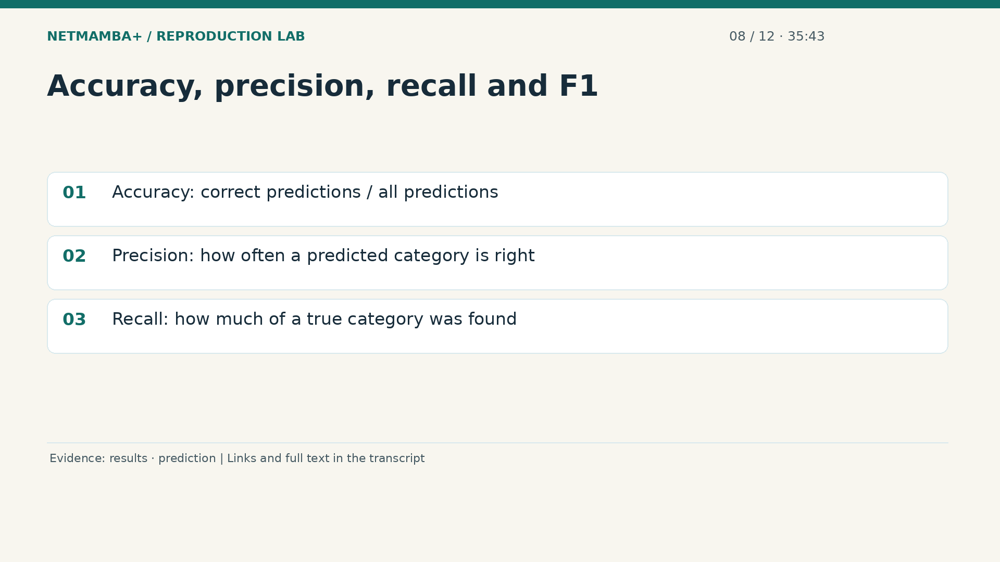 NETMAMBA+ / REPRODUCTION LAB
08 / 12 · 35:43
Accuracy, precision, recall and F1
01 Accuracy: correct predictions / all predictions
02 Precision: how often a predicted category is right
03 Recall: how much of a true category was found
Evidence: results · prediction | Links and full text in the transcript